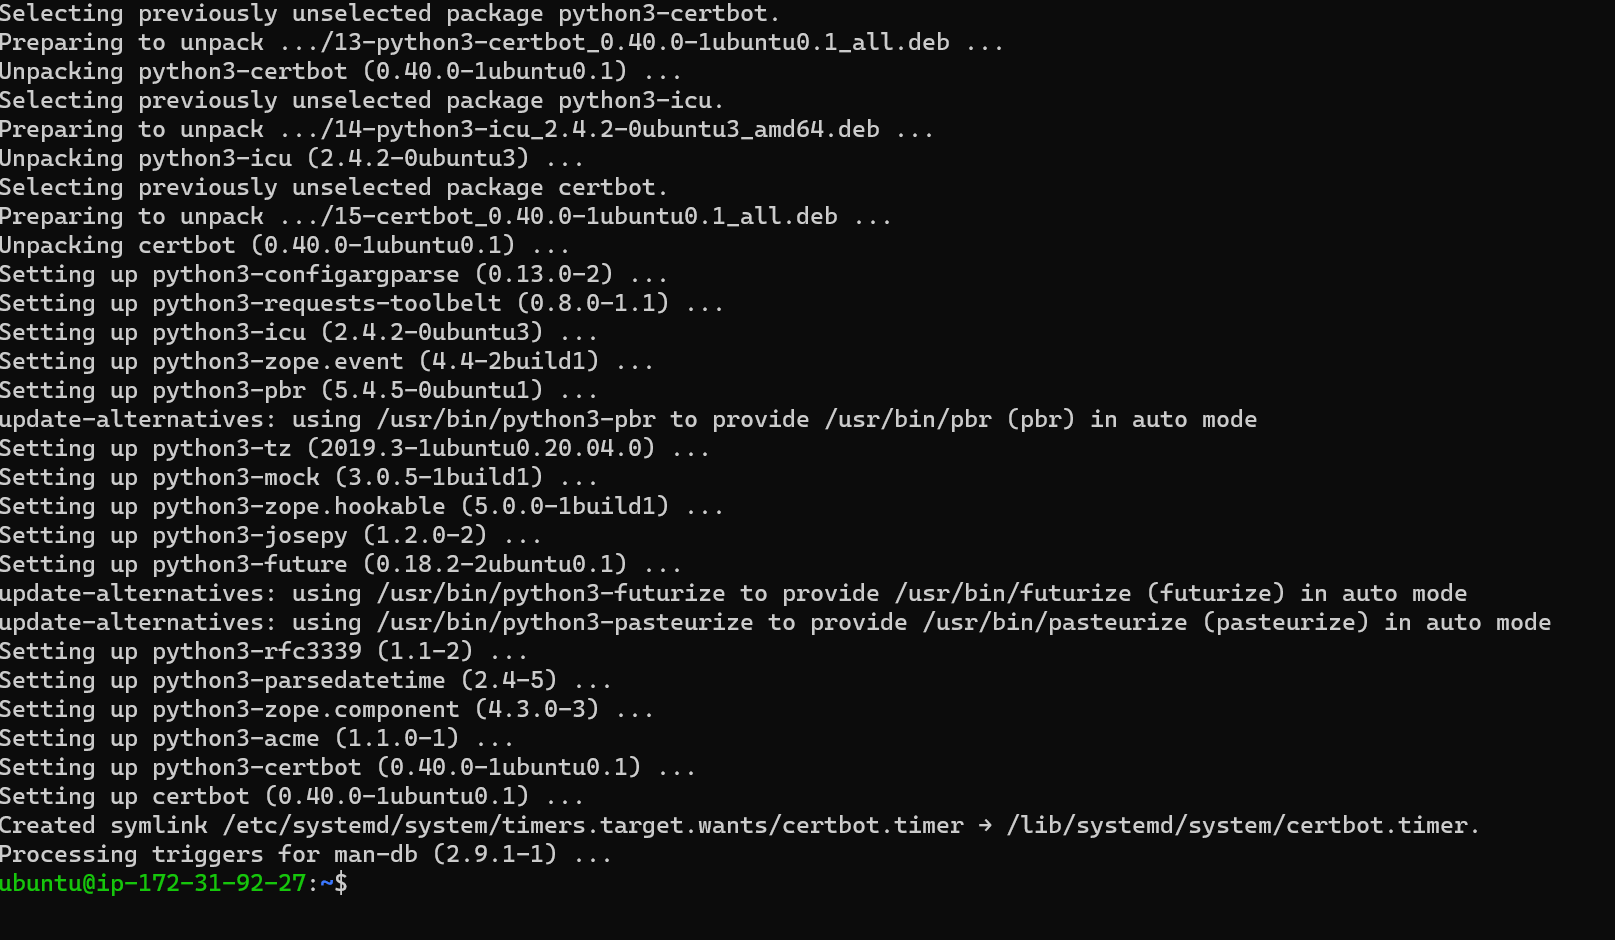 Selecting previously unselected package python3-certbot.
Preparing to unpack .../13-python3-certbot_0.40.0-1ubuntu0.1_all.deb ...
Unpacking python3-certbot (0.40.0-1ubuntu0.1) ...
Selecting previously unselected package python3-icu.
Preparing to unpack .../14-python3-icu_2.4.2-0ubuntu3_amd64.deb ...
Unpacking python3-icu (2.4.2-0ubuntu3) ...
Selecting previously unselected package certbot.
Preparing to unpack .../15-certbot_0.40.0-1ubuntu0.1_all.deb ...
Unpacking certbot (0.40.0-1ubuntu0.1) ...
Setting up python3-configargparse (0.13.0-2) ...
Setting up python3-requests-toolbelt (0.8.0-1.1) ...
Setting up python3-icu (2.4.2-0ubuntu3) ...
Setting up python3-zope.event (4.4-2build1) ...
Setting up python3-pbr (5.4.5-0ubuntu1) ...
update-alternatives: using /usr/bin/python3-pbr to provide /usr/bin/pbr (pbr) in auto mode
Setting up python3-tz (2019.3-1ubuntu0.20.04.0) ...
Setting up python3-mock (3.0.5-1build1) ...
Setting up python3-zope.hookable (5.0.0-1build1) ...
Setting up python3-josepy (1.2.0-2) ...
Setting up python3-future (0.18.2-2ubuntu0.1) ...
update-alternatives: using /usr/bin/python3-futurize to provide /usr/bin/futurize (futurize) in auto mode
update-alternatives: using /usr/bin/python3-pasteurize to provide /usr/bin/pasteurize (pasteurize) in auto mode
Setting up python3-rfc3339 (1.1-2) ...
Setting up python3-parsedatetime (2.4-5) ...
Setting up python3-zope.component (4.3.0-3) ...
Setting up python3-acme (1.1.0-1) ...
Setting up python3-certbot (0.40.0-1ubuntu0.1) ...
Setting up certbot (0.40.0-1ubuntu0.1) ...
Created symlink /etc/systemd/system/timers.target.wants/certbot.timer → /lib/systemd/system/certbot.timer.
Processing triggers for man-db (2.9.1-1) ...
ubuntu@ip-172-31-92-27:~$